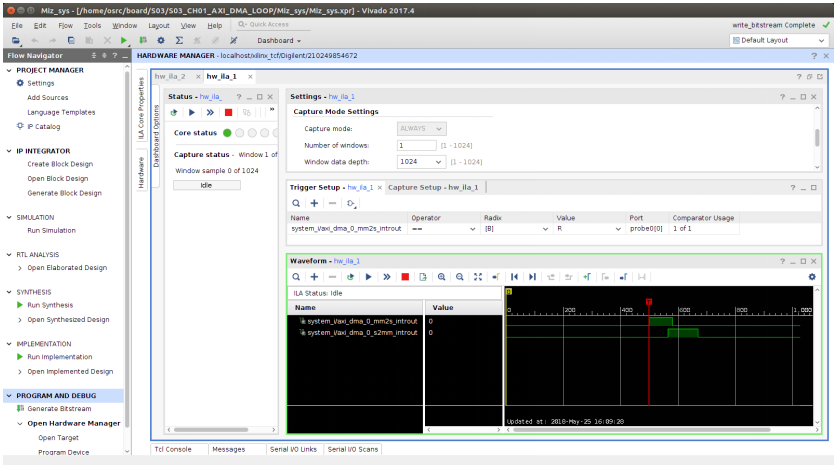 Miz_sys - [/home/osrc/board/S03/S03_CH01_AXI_DMA_LOOP/Miz_sys/Miz_sys.xpr] - Vivado 2017.4
File Edit Flow Tools Window Layout View Help Quick Access write_bitstream Complete
Dashboard Default Layout
Flow Navigator
HARDWARE MANAGER - localhost/xilinx_tcf/Digilent/210249854672
PROJECT MANAGER
Settings
Add Sources
Language Templates
IP Catalog
IP INTEGRATOR
Create Block Design
Open Block Design
Generate Block Design
SIMULATION
Run Simulation
RTL ANALYSIS
Open Elaborated Design
SYNTHESIS
Run Synthesis
Open Synthesized Design
IMPLEMENTATION
Run Implementation
Open Implemented Design
PROGRAM AND DEBUG
Generate Bitstream
Open Hardware Manager
Open Target
Program Device
ILA Core Properties
Hardware
hw_ila_2 hw_ila_1
Dashboard Options
Status - hw_ila_
Core status
Capture status - Window 1 of
Window sample 0 of 1024
Idle
Settings - hw_ila_1
Capture Mode Settings
Capture mode: ALWAYS
Number of windows: 1 [1 - 1024]
Window data depth: 1024 [1 - 1024]
Trigger Setup - hw_ila_1 Capture Setup - hw_ila_1
Name Operator Radix Value Port Comparator Usage
system_i/axi_dma_0_mm2s_introut == [B] R probe0[0] 1 of 1
Waveform - hw_ila_1
ILA Status: Idle
Name Value
system_i/axi_dma_0_mm2s_introut 0
system_i/axi_dma_0_s2mm_introut 0
0 200 400 600 800 1,000
Updated at: 2018-May-25 16:09:28
Tcl Console Messages Serial I/O Links Serial I/O Scans